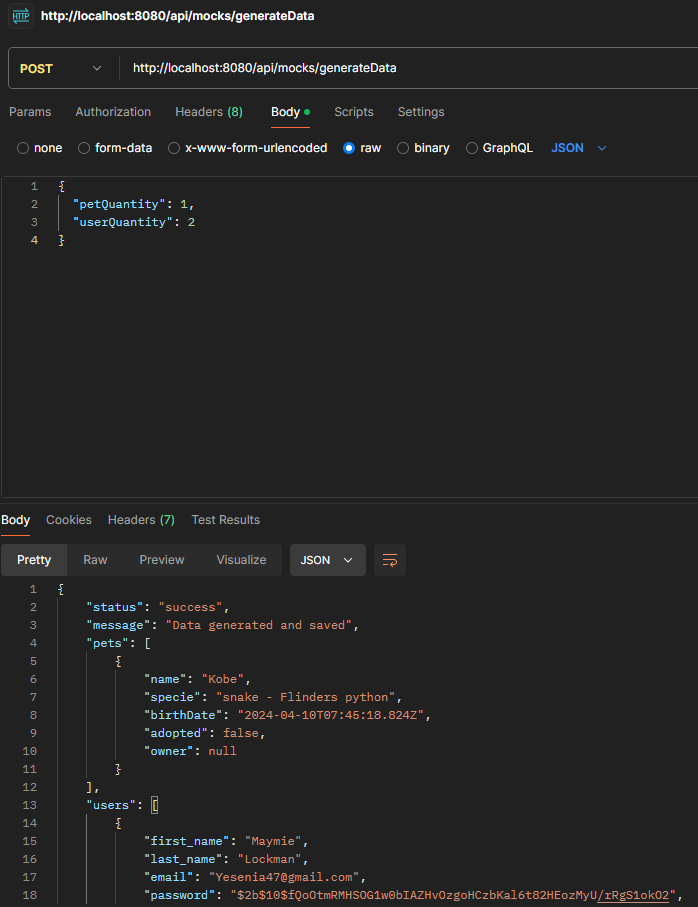 HTTP http://localhost:8080/api/mocks/generateData
POST http://localhost:8080/api/mocks/generateData
Params Authorization Headers (8) Body Scripts Settings
none form-data x-www-form-urlencoded raw binary GraphQL JSON
1 {
2 "petQuantity": 1,
3 "userQuantity": 2
4 }
Body Cookies Headers (7) Test Results
Pretty Raw Preview Visualize JSON
1 {
2 "status": "success",
3 "message": "Data generated and saved",
4 "pets": [
5 {
6 "name": "Kobe",
7 "specie": "snake - Flinders python",
8 "birthDate": "2024-04-10T07:45:18.824Z",
9 "adopted": false,
10 "owner": null
11 }
12 ],
13 "users": [
14 {
15 "first_name": "Maymie",
16 "last_name": "Lockman",
17 "email": "Yesenia47@gmail.com",
18 "password": "$2b$10$fQoOtmRMHSOG1w0bIAZHvOzgoHCzbKal6t82HEozMyU/rRgS1okO2",